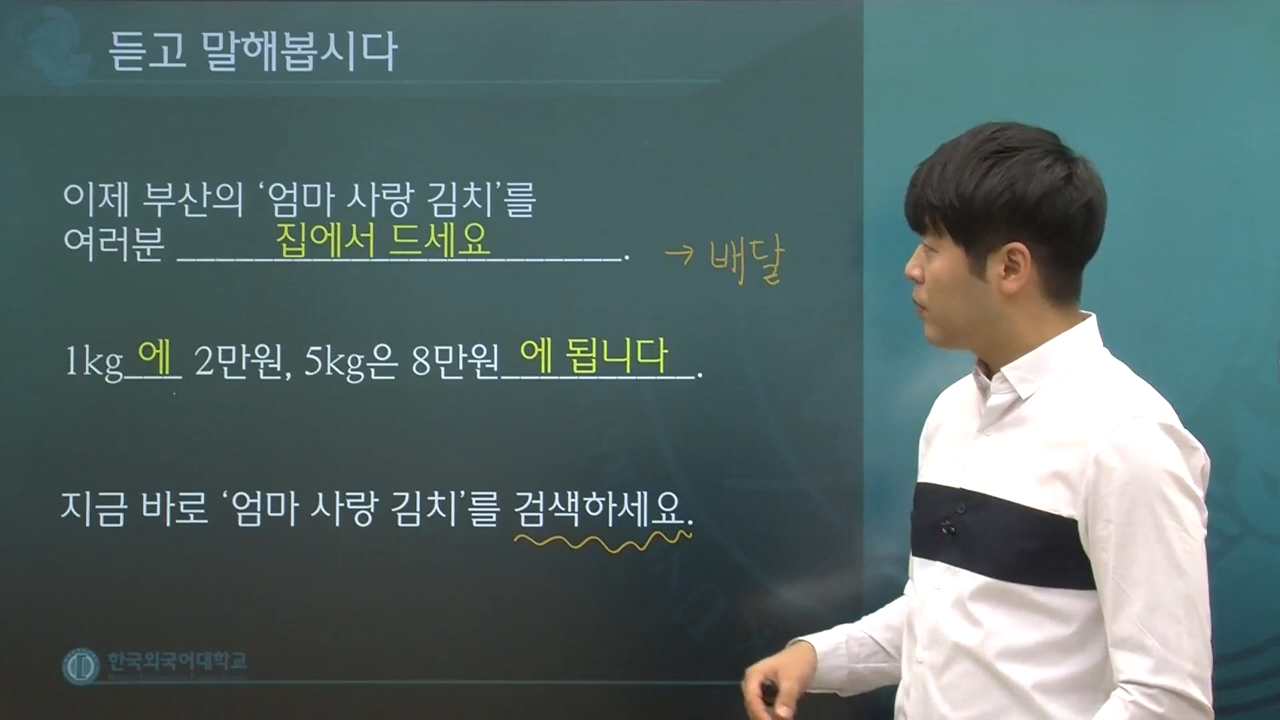 듣고 말해봅시다
이제 부산의 ‘엄마 사랑 김치’를
여러분 집에서 드세요. → 배달
1kg에 2만원, 5kg은 8만원에 됩니다.
지금 바로 ‘엄마 사랑 김치’를 검색하세요.
한국외국어대학교